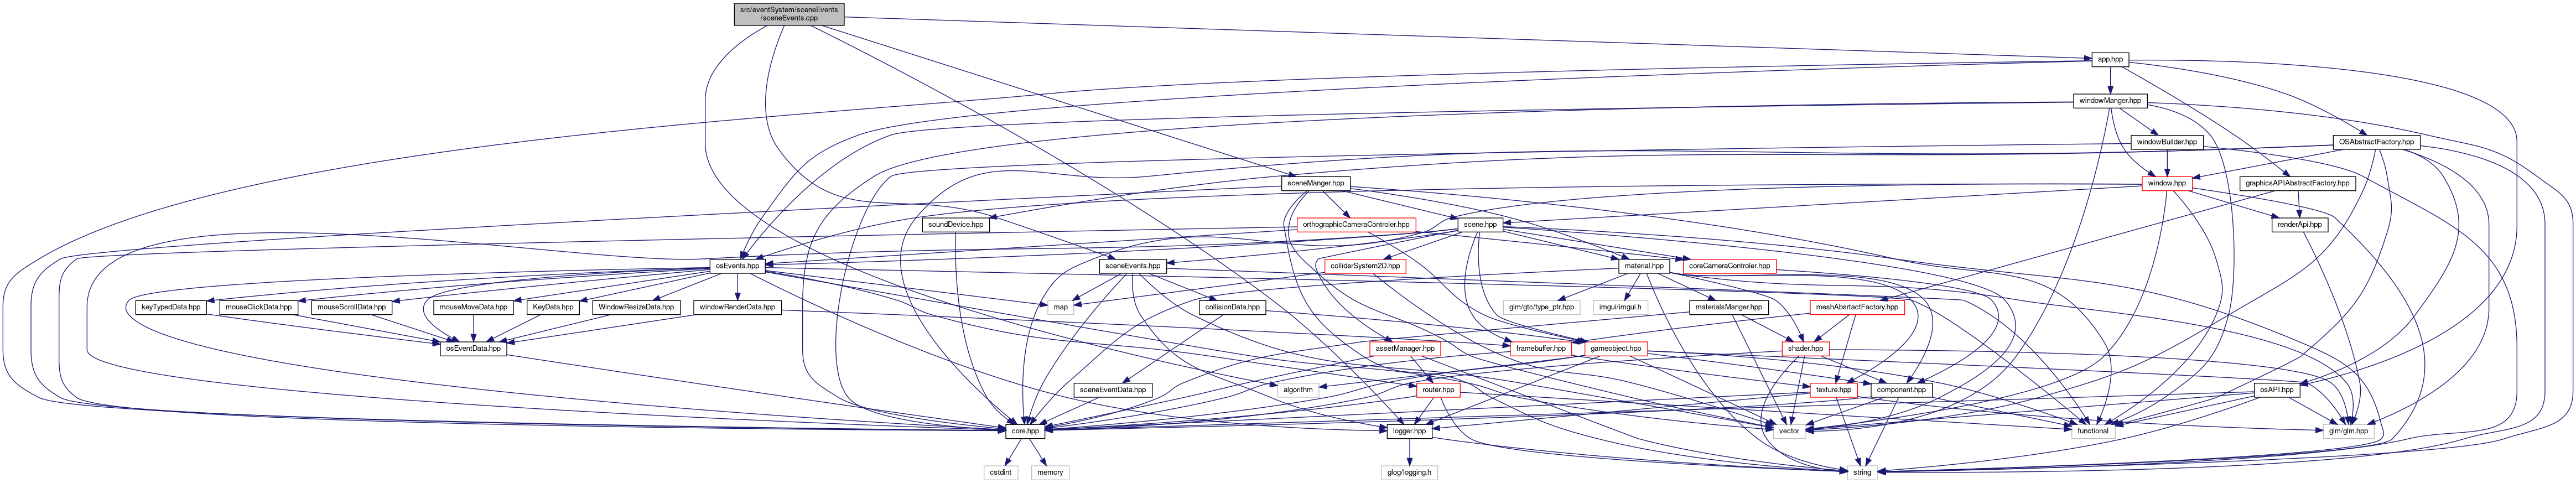 src/eventSystem/sceneEvents
/sceneEvents.cpp
app.hpp
windowManger.hpp
windowBuilder.hpp
OSAbstractFactory.hpp
sceneManger.hpp
window.hpp
graphicsAPIAbstractFactory.hpp
soundDevice.hpp
orthographicCameraControler.hpp
scene.hpp
renderApi.hpp
osEvents.hpp
sceneEvents.hpp
colliderSystem2D.hpp
material.hpp
coreCameraControler.hpp
keyTypedData.hpp
mouseClickData.hpp
mouseScrollData.hpp
mouseMoveData.hpp
KeyData.hpp
WindowResizeData.hpp
windowRenderData.hpp
map
collisionData.hpp
glm/gtc/type_ptr.hpp
imgui/imgui.h
materialsManger.hpp
meshAbsrtactFactory.hpp
osEventData.hpp
assetManager.hpp
framebuffer.hpp
gameobject.hpp
shader.hpp
sceneEventData.hpp
algorithm
router.hpp
texture.hpp
component.hpp
osAPI.hpp
core.hpp
logger.hpp
vector
functional
glm/glm.hpp
cstdint
memory
glog/logging.h
string